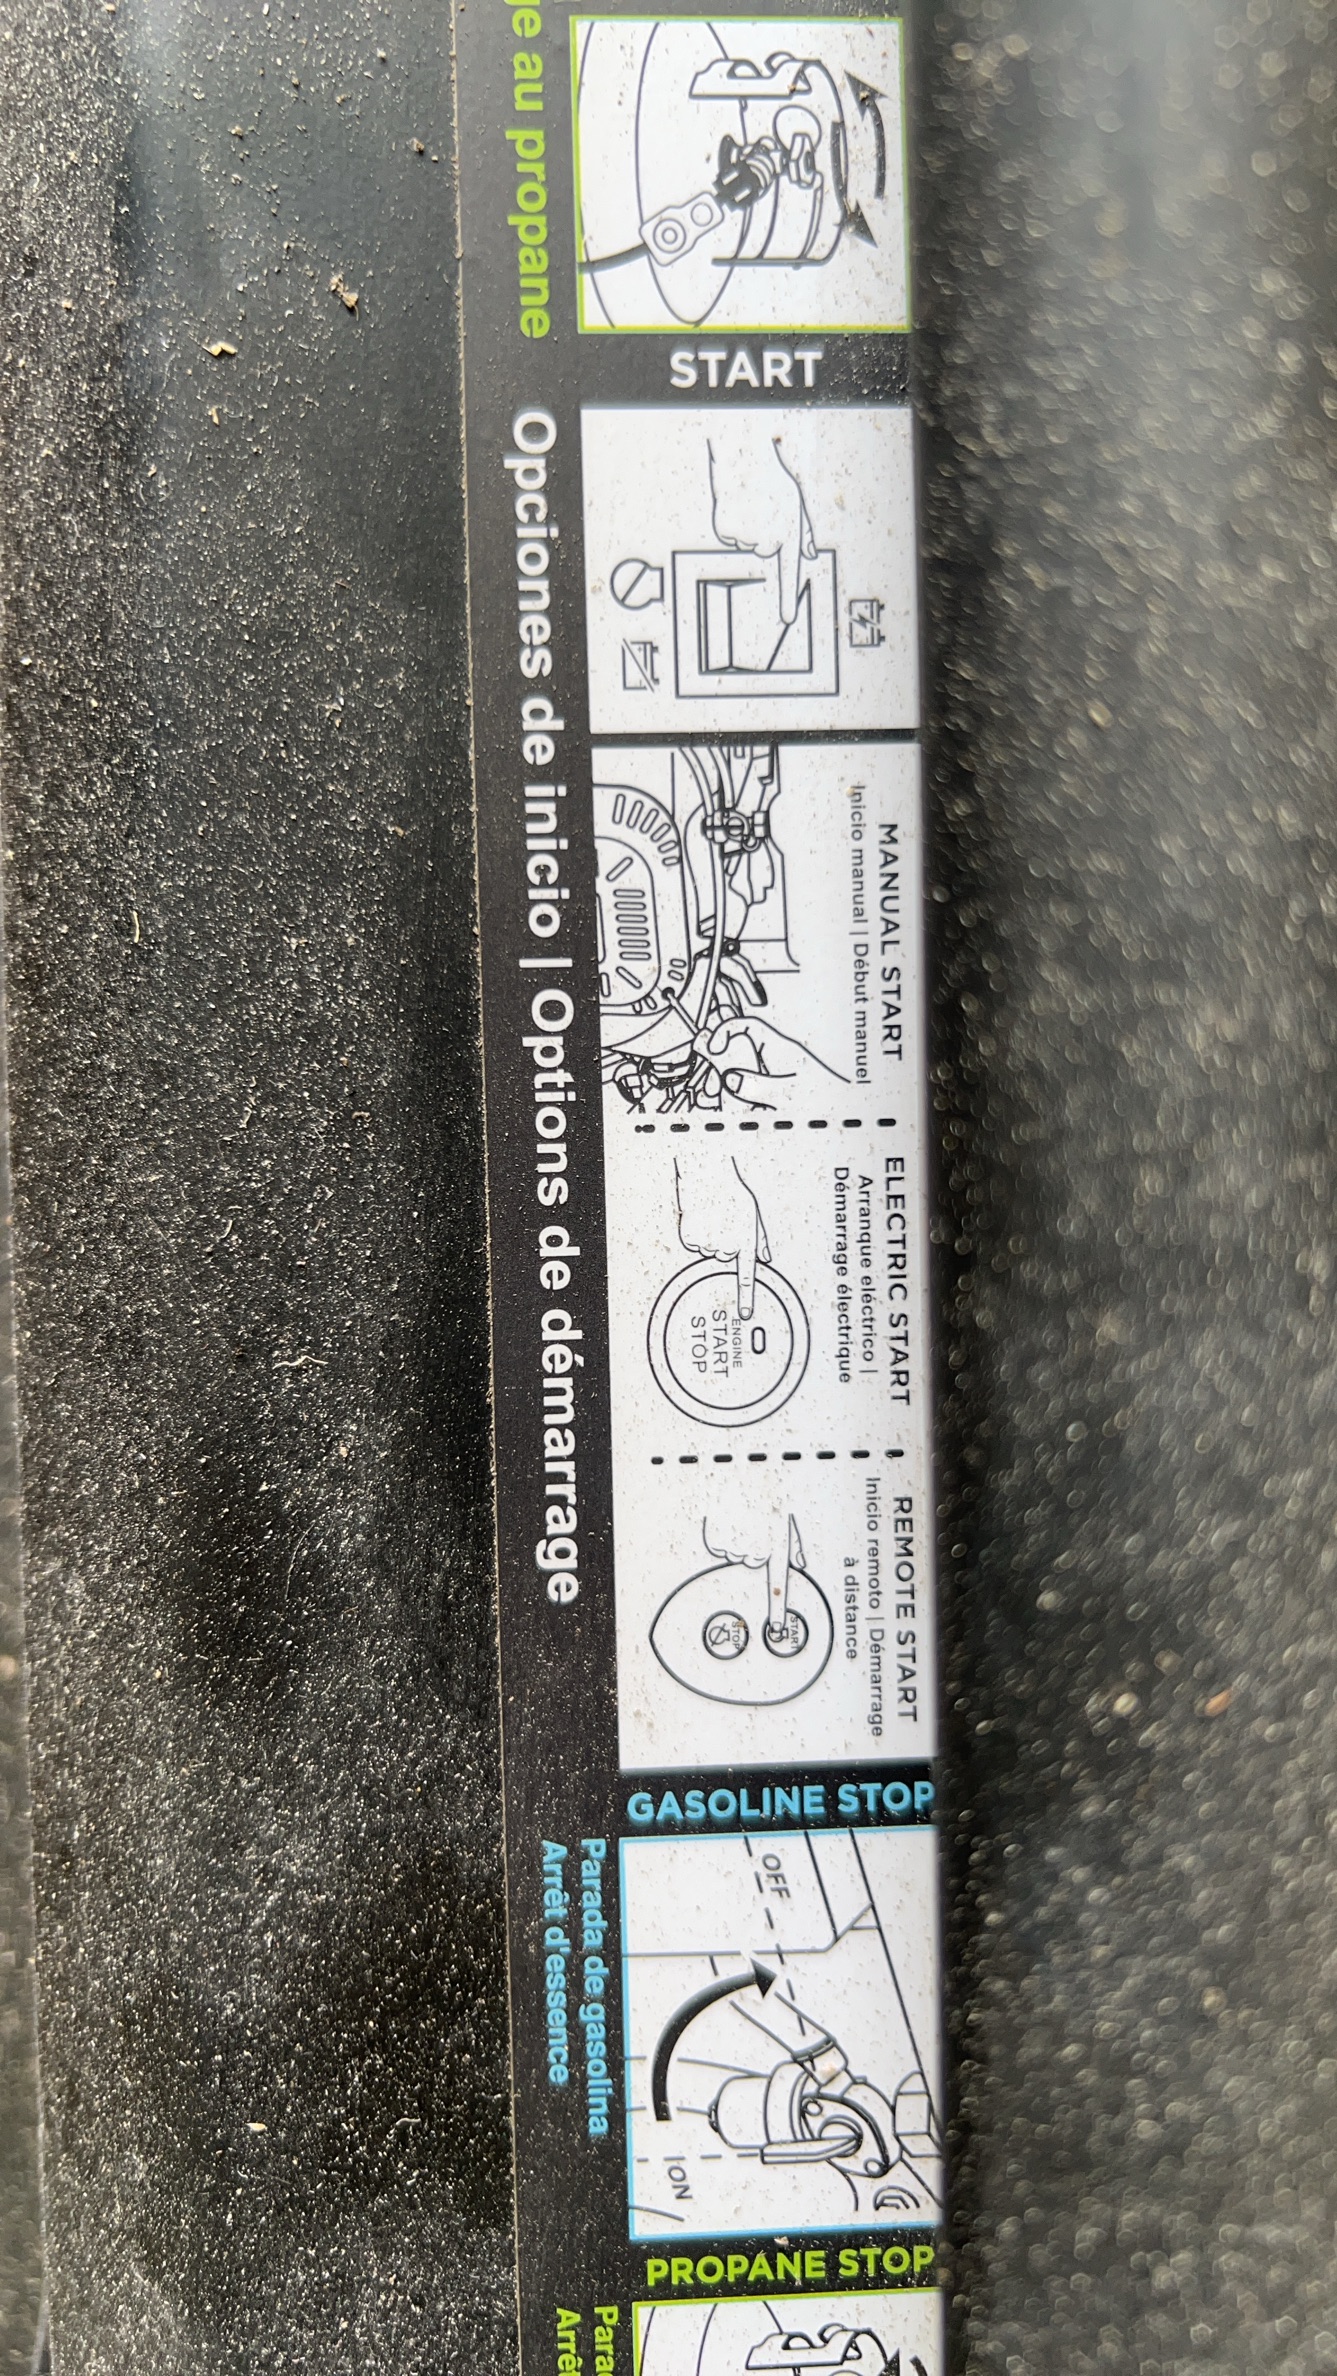 ge au propane
START
Opciones de inicio | Options de démarrage
MANUAL START
Inicio manual | Début manuel
ELECTRIC START
Arranque eléctrico |
Démarrage électrique
ENGINE
START
STOP
REMOTE START
Inicio remoto | Démarrage
à distance
START
STOP
GASOLINE STOP
Parada de gasolina
Arrêt d'essence
OFF
ON
PROPANE STOP
Parad
Arrê